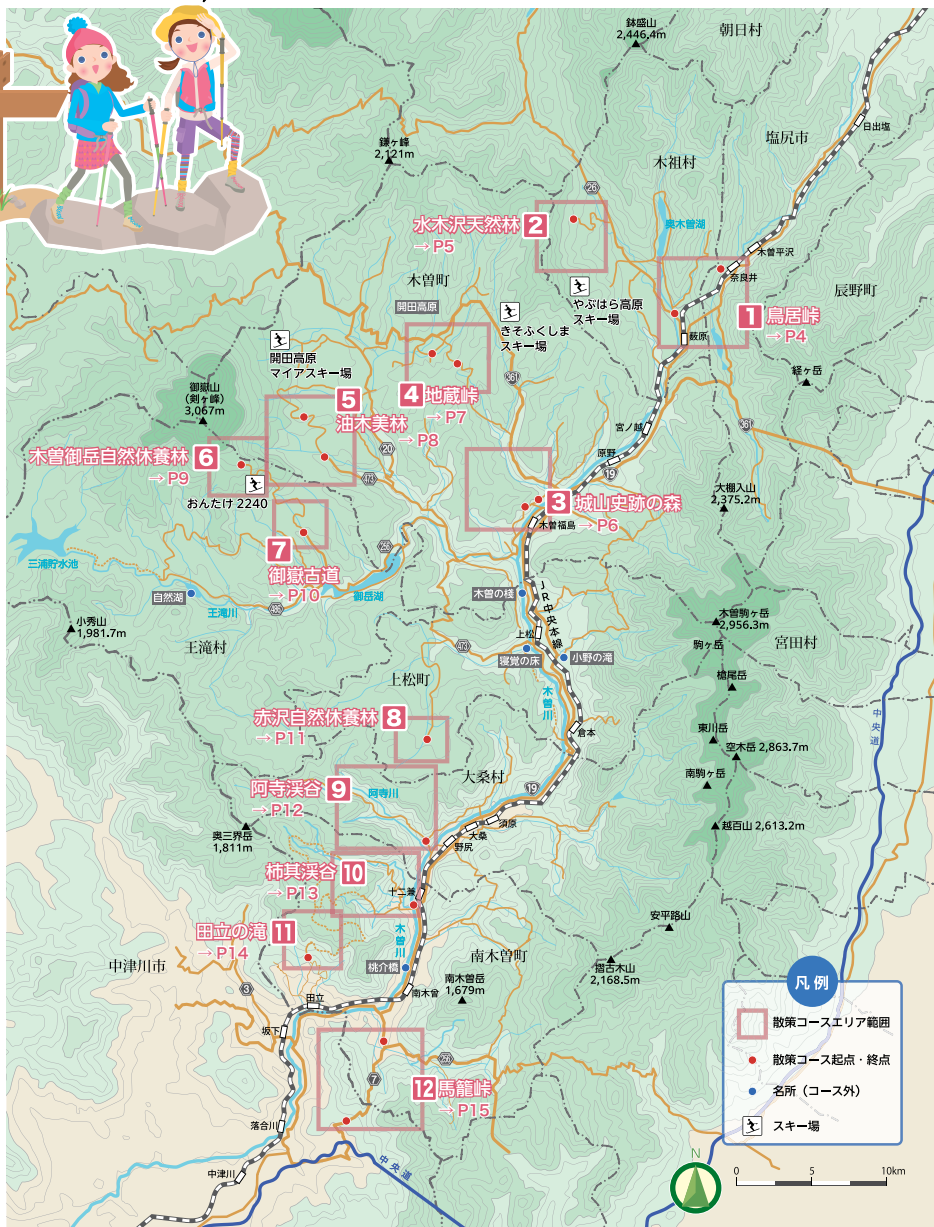 鉢盛山
2,446.4m
朝日村
塩尻市
日出塩
鎌ヶ峰
2,121m
木祖村
26
水木沢天然林 2
→ P5
奥木曽湖
木曽平沢
奈良井
木曽町
開田高原
やぶはら高原
スキー場
辰野町
きそふくしま
スキー場
1 鳥居峠
→ P4
薮原
開田高原
マイアスキー場
361
経ヶ岳
御嶽山
(剣ヶ峰)
3,067m
4 地蔵峠
→ P7
5
油木美林
→ P8
宮ノ越
361
木曽御岳自然休養林 6
→ P9
20
原野
19
473
おんたけ 2240
大棚入山
2,375.2m
3 城山史跡の森
→ P6
木曽福島
7
御嶽古道
→ P10
256
三浦貯水池
自然湖
王滝川
486
御岳湖
木曽の桟
JR中央本線
小秀山
1,981.7m
木曽駒ヶ岳
2,956.3m
王滝村
上松
473
寝覚の床
小野の滝
駒ヶ岳
宮田村
上松町
檜尾岳
木曽川
中央道
赤沢自然休養林 8
→ P11
倉本
東川岳
空木岳 2,863.7m
大桑村
南駒ヶ岳
阿寺渓谷 9
→ P12
阿寺川
19
須原
大桑
野尻
越百山 2,613.2m
奥三界岳
1,811m
柿其渓谷 10
→ P13
十二兼
田立の滝 11
→ P14
木曽川
安平路山
南木曽町
摺古木山
2,168.5m
中津川市
桃介橋
南木曽岳
1,679m
南木曽
3
田立
坂下
256
7
12 馬籠峠
→ P15
落合川
中津川
中央道
凡例
散策コースエリア範囲
散策コース起点・終点
名所(コース外)
スキー場
N
0 5 10km